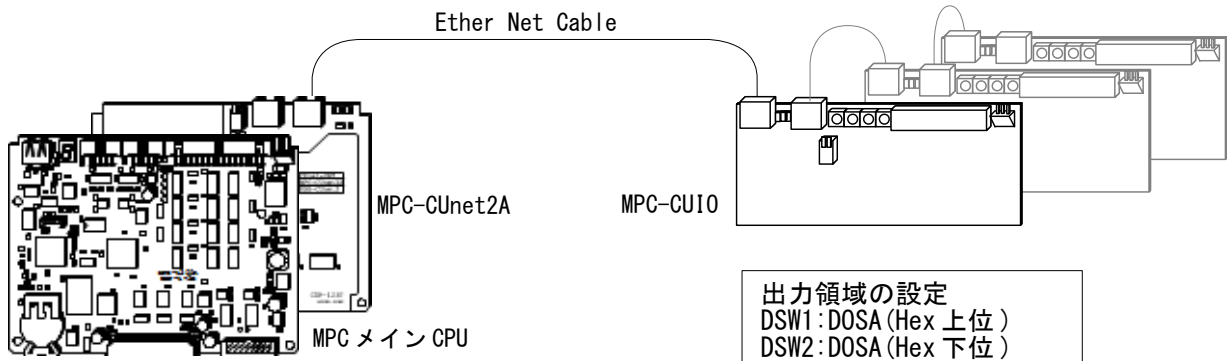 Ether Net Cable
MPC-CUnet2A
MPC-CUIO
MPC メイン CPU
出力領域の設定
DSW1:DOSA(Hex 上位)
DSW2:DOSA(Hex 下位)